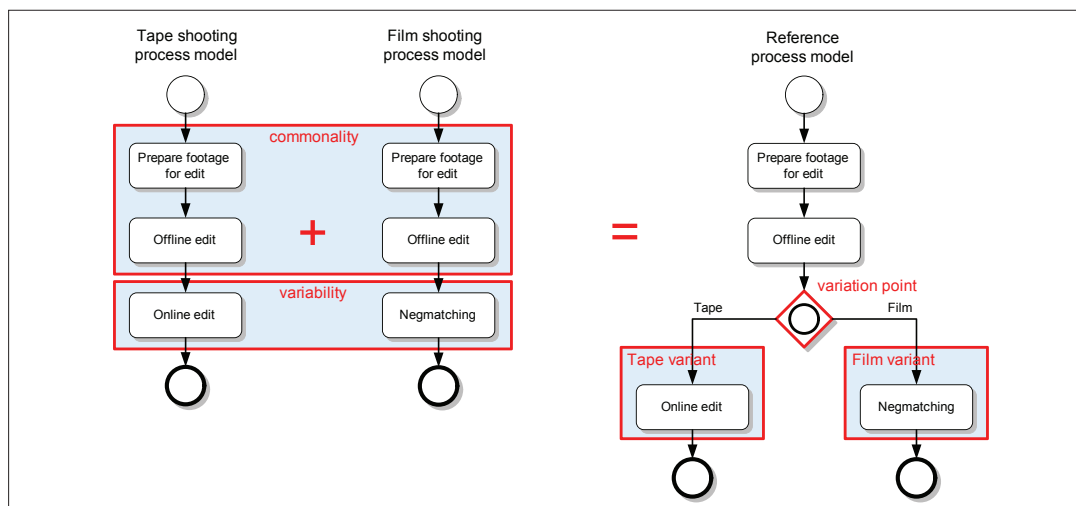 Tape shooting
process model
Film shooting
process model
Reference
process model
commonality
Prepare footage
for edit
Prepare footage
for edit
Prepare footage
for edit
Offline edit
+
Offline edit
=
Offline edit
variability
variation point
Online edit
Negmatching
Tape
Film
Tape variant
Film variant
Online edit
Negmatching